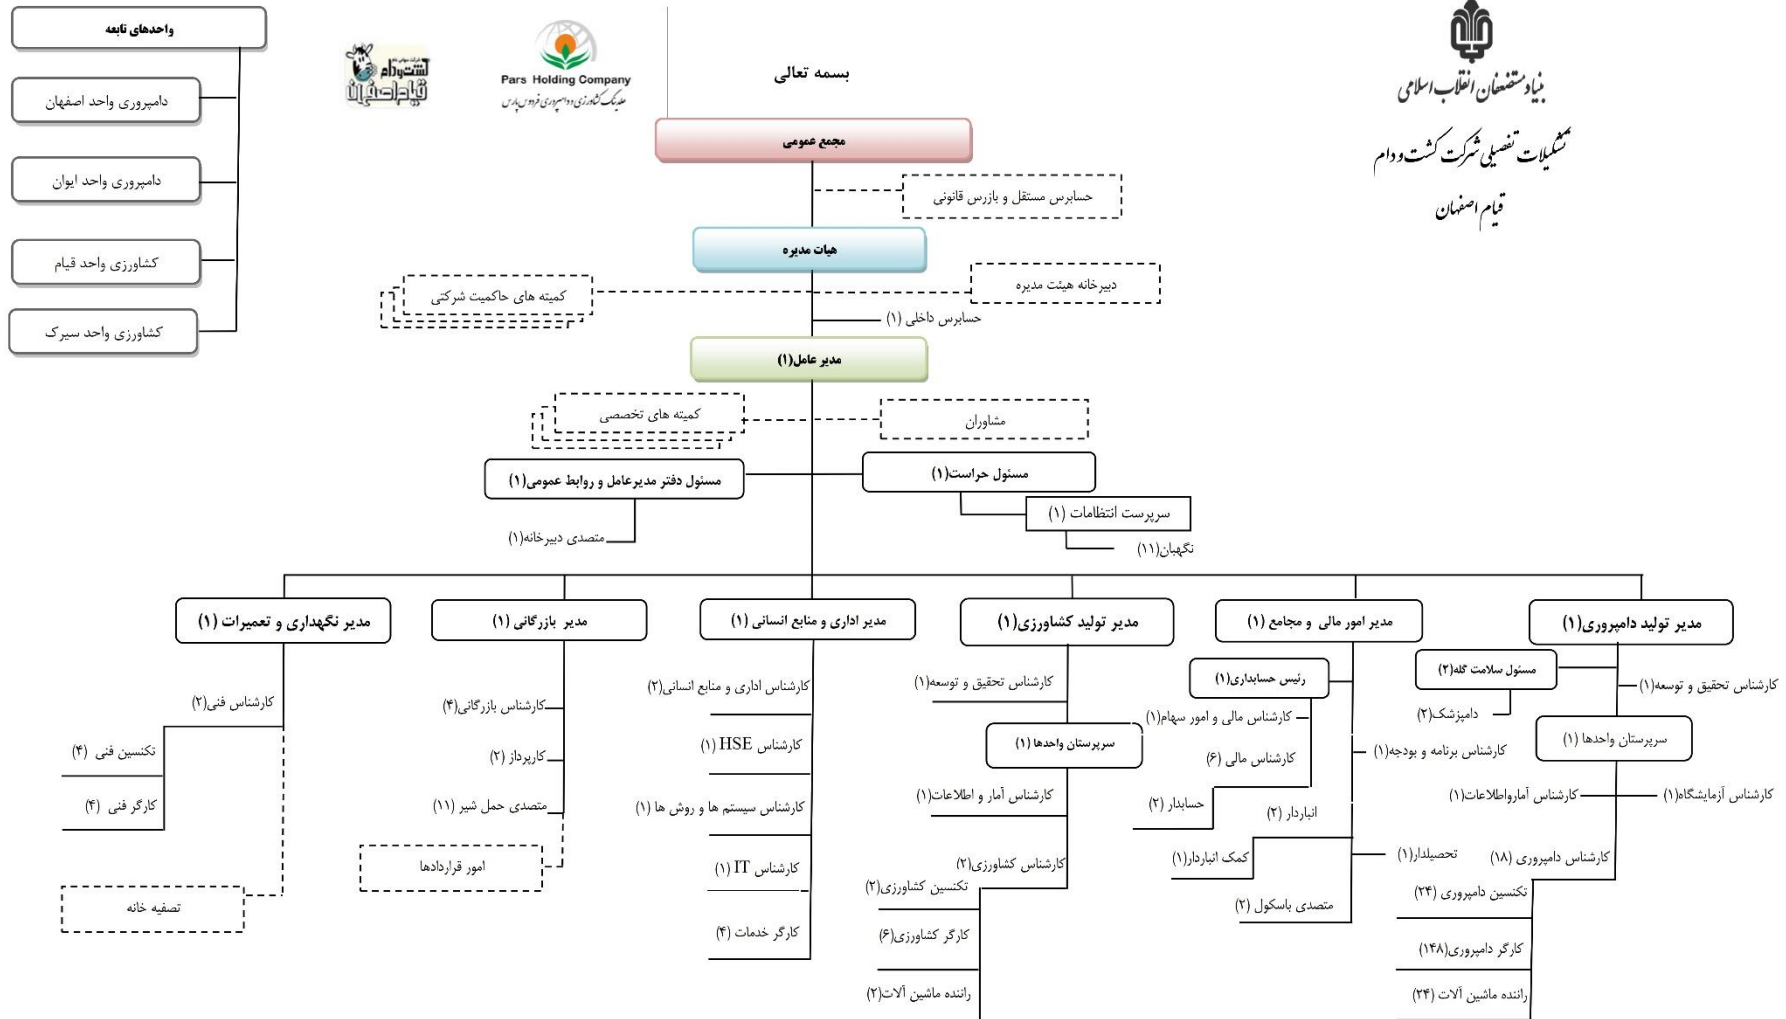 بنیاد مستضعفان انقلاب اسلامی
تشکیلات تفصیلی شرکت کشت و دام
قیام اصفهان
بسمه تعالی
Pars Holding Company
هلدینگ کشاورزی و دامپروری فردوس پارس
کشت و دام
قیام اصفهان
واحدهای تابعه
دامپروری واحد اصفهان
دامپروری واحد ایوان
کشاورزی واحد قیام
کشاورزی واحد سیرک
مجمع عمومی
حسابرس مستقل و بازرس قانونی
هیات مدیره
دبیرخانه هیئت مدیره
کمیته های حاکمیت شرکتی
حسابرس داخلی (۱)
مدیر عامل(۱)
مشاوران
کمیته های تخصصی
مسئول حراست(۱)
مسئول دفتر مدیرعامل و روابط عمومی(۱)
سرپرست انتظامات (۱)
نگهبان(۱۱)
متصدی دبیرخانه(۱)
مدیر تولید دامپروری(۱)
مسئول سلامت گله(۲)
دامپزشک(۲)
کارشناس تحقیق و توسعه(۱)
سرپرستان واحدها (۱)
کارشناس آزمایشگاه(۱)
کارشناس آمارواطلاعات(۱)
کارشناس دامپروری (۱۸)
تکنسین دامپروری (۲۴)
کارگر دامپروری(۱۴۸)
راننده ماشین آلات (۲۴)
مدیر امور مالی و مجامع (۱)
رئیس حسابداری(۱)
کارشناس مالی و امور سهام(۱)
کارشناس مالی (۶)
حسابدار (۲)
کارشناس برنامه و بودجه(۱)
انباردار (۲)
کمک انباردار(۱)
تحصیلدار(۱)
متصدی باسکول (۲)
مدیر تولید کشاورزی(۱)
کارشناس تحقیق و توسعه(۱)
سرپرستان واحدها (۱)
کارشناس آمار و اطلاعات(۱)
کارشناس کشاورزی(۲)
تکنسین کشاورزی(۲)
کارگر کشاورزی(۶)
راننده ماشین آلات(۲)
مدیر اداری و منابع انسانی (۱)
کارشناس اداری و منابع انسانی(۲)
کارشناس HSE (۱)
کارشناس سیستم ها و روش ها (۱)
کارشناس IT (۱)
کارگر خدمات (۴)
مدیر بازرگانی (۱)
کارشناس بازرگانی(۴)
کارپرداز (۲)
متصدی حمل شیر (۱۱)
امور قراردادها
مدیر نگهداری و تعمیرات (۱)
کارشناس فنی(۲)
تکنسین فنی (۴)
کارگر فنی (۴)
تصفیه خانه